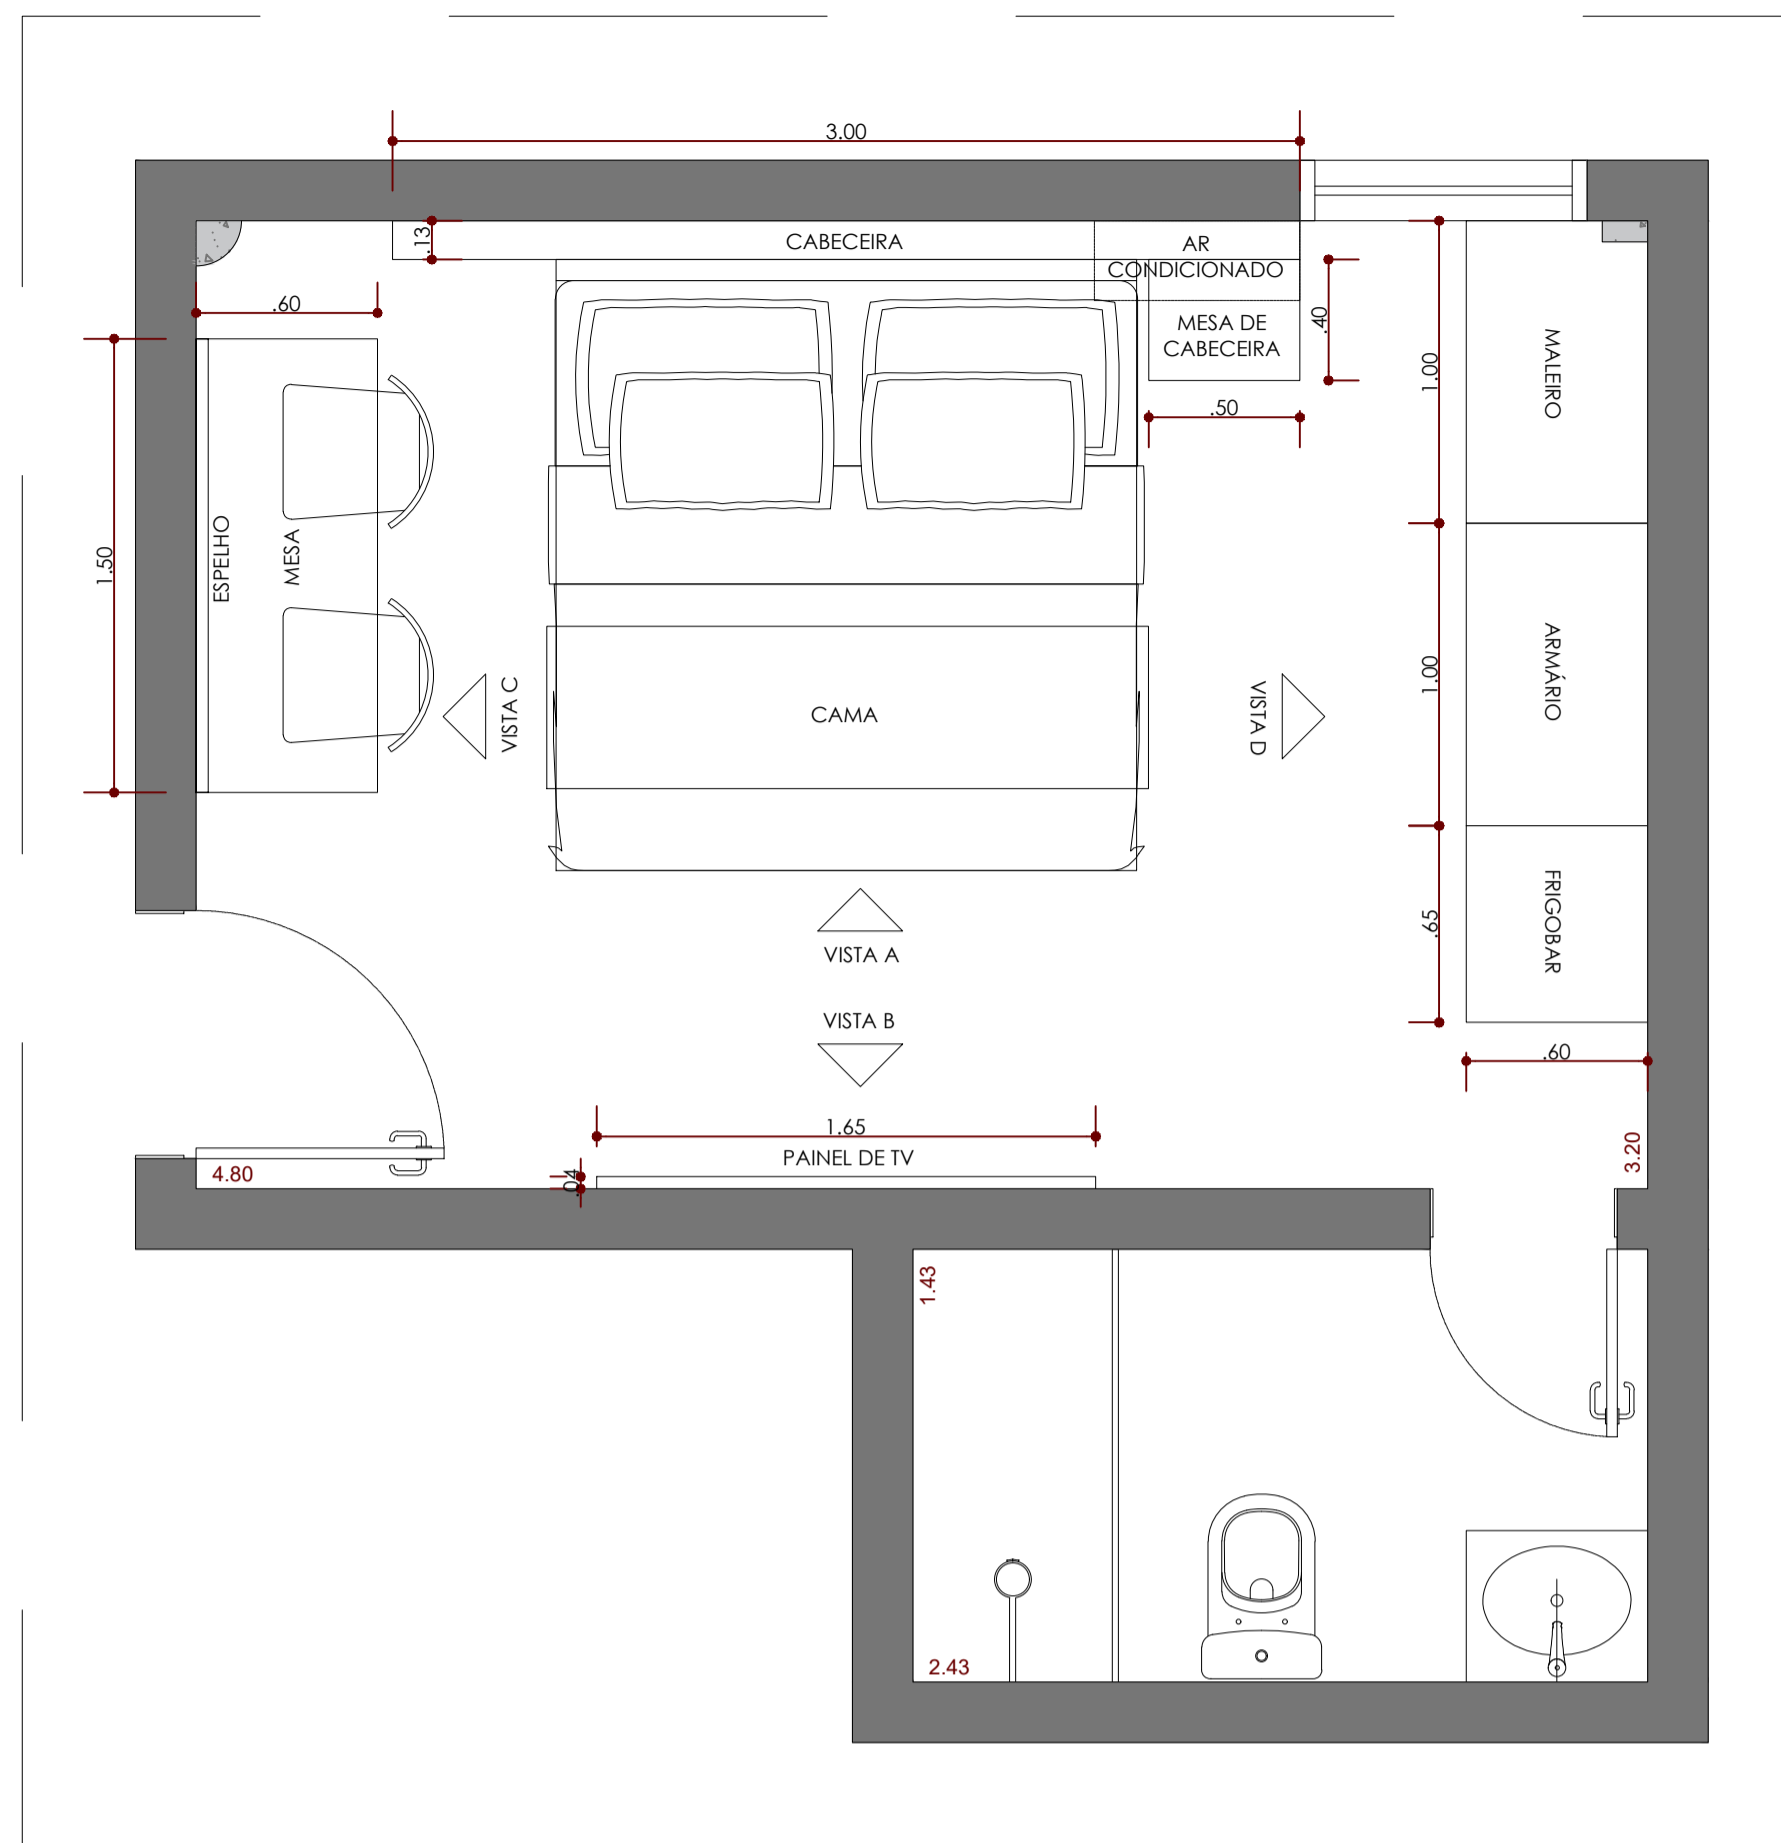 3.00
.13
CABECEIRA
AR
CONDICIONADO
.60
MESA DE
CABECEIRA
.40
.50
1.00
MALEIRO
1.50
ESPELHO
MESA
VISTA C
CAMA
VISTA D
1.00
ARMÁRIO
.65
FRIGOBAR
VISTA A
VISTA B
.60
1.65
PAINEL DE TV
.04
4.80
3.20
1.43
2.43